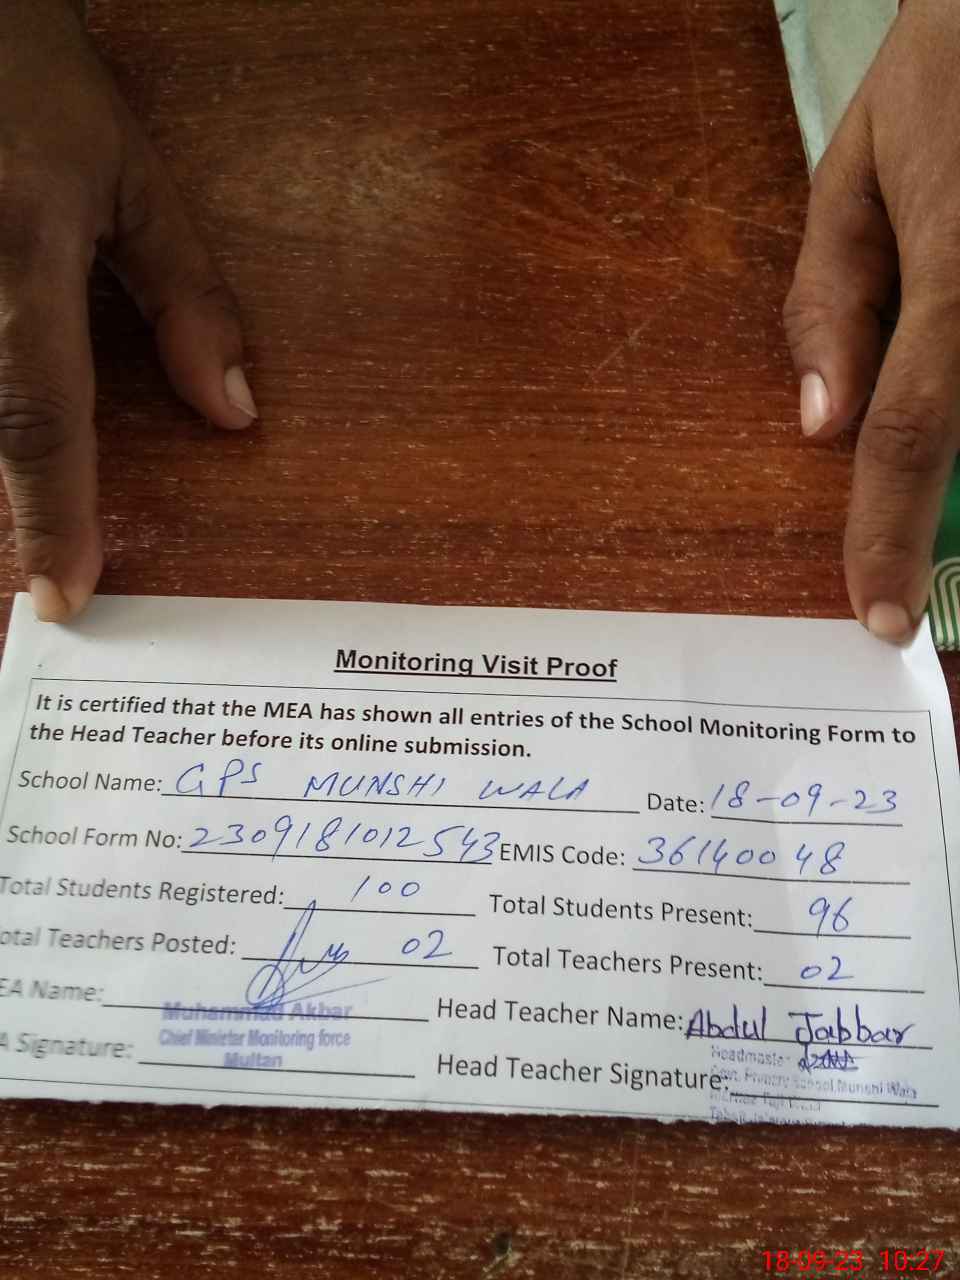 Monitoring Visit Proof
It is certified that the MEA has shown all entries of the School Monitoring Form to
the Head Teacher before its online submission.
School Name: GPS MUNSHI WALA Date: 18-09-23
School Form No: 2309181012543 EMIS Code: 36140048
Total Students Registered: 100 Total Students Present: 96
otal Teachers Posted: 02 Total Teachers Present: 02
EA Name: Head Teacher Name: Abdul Jabbar
Muhammad Akbar
Chief Minister Monitoring force
Multan
A Signature: Head Teacher Signature:
Headmaster
Govt. Primary School Munshi Wala
18-09-23 10:27